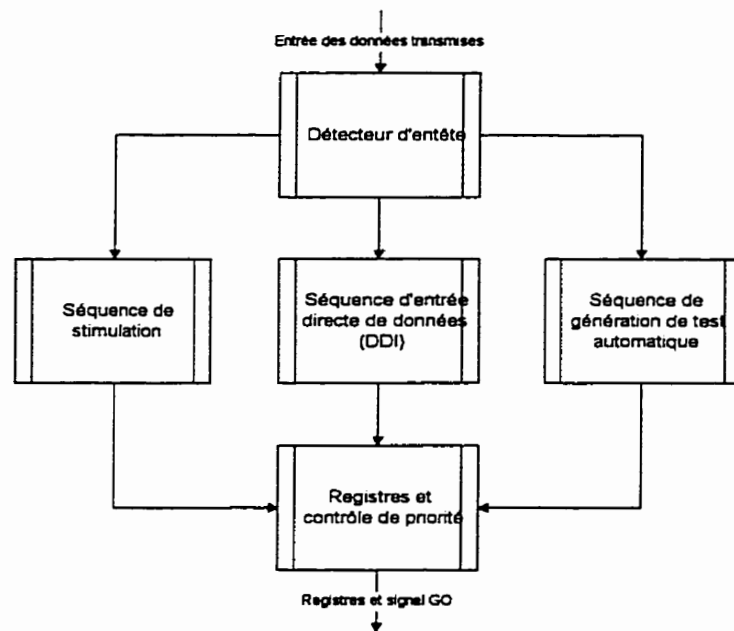 Entrée des données transmises
Détecteur d'entête
Séquence de
stimulation
Séquence d'entrée
directe de données
(DDI)
Séquence de
génération de test
automatique
Registres et
contrôle de priorité
Registres et signal GO